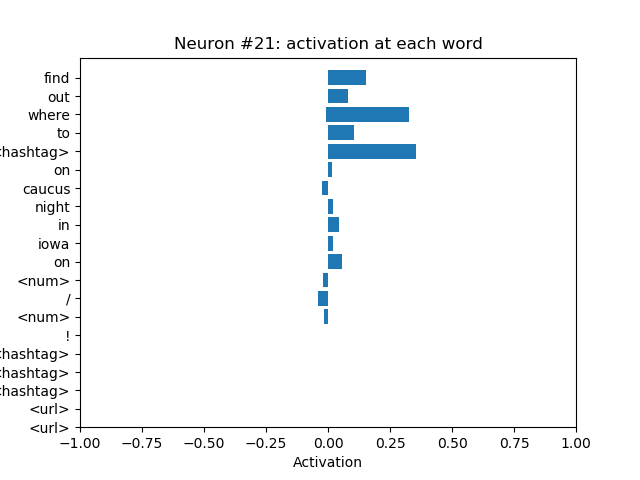 Neuron #21: activation at each word
find
out
where
to
hashtag>
on
caucus
night
in
iowa
on
<num>
/
<num>
!
hashtag>
hashtag>
hashtag>
<url>
<url>
−1.00 −0.75 −0.50 −0.25 0.00 0.25 0.50 0.75 1.00
Activation